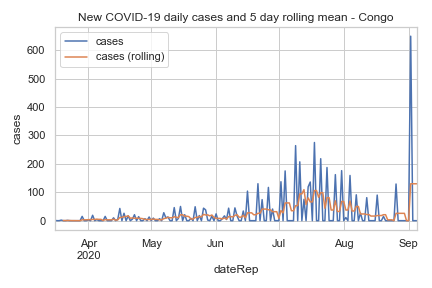 New COVID-19 daily cases and 5 day rolling mean - Congo
cases
cases (rolling)
600
500
400
300
200
100
0
cases
Apr
2020
May
Jun
Jul
Aug
Sep
dateRep